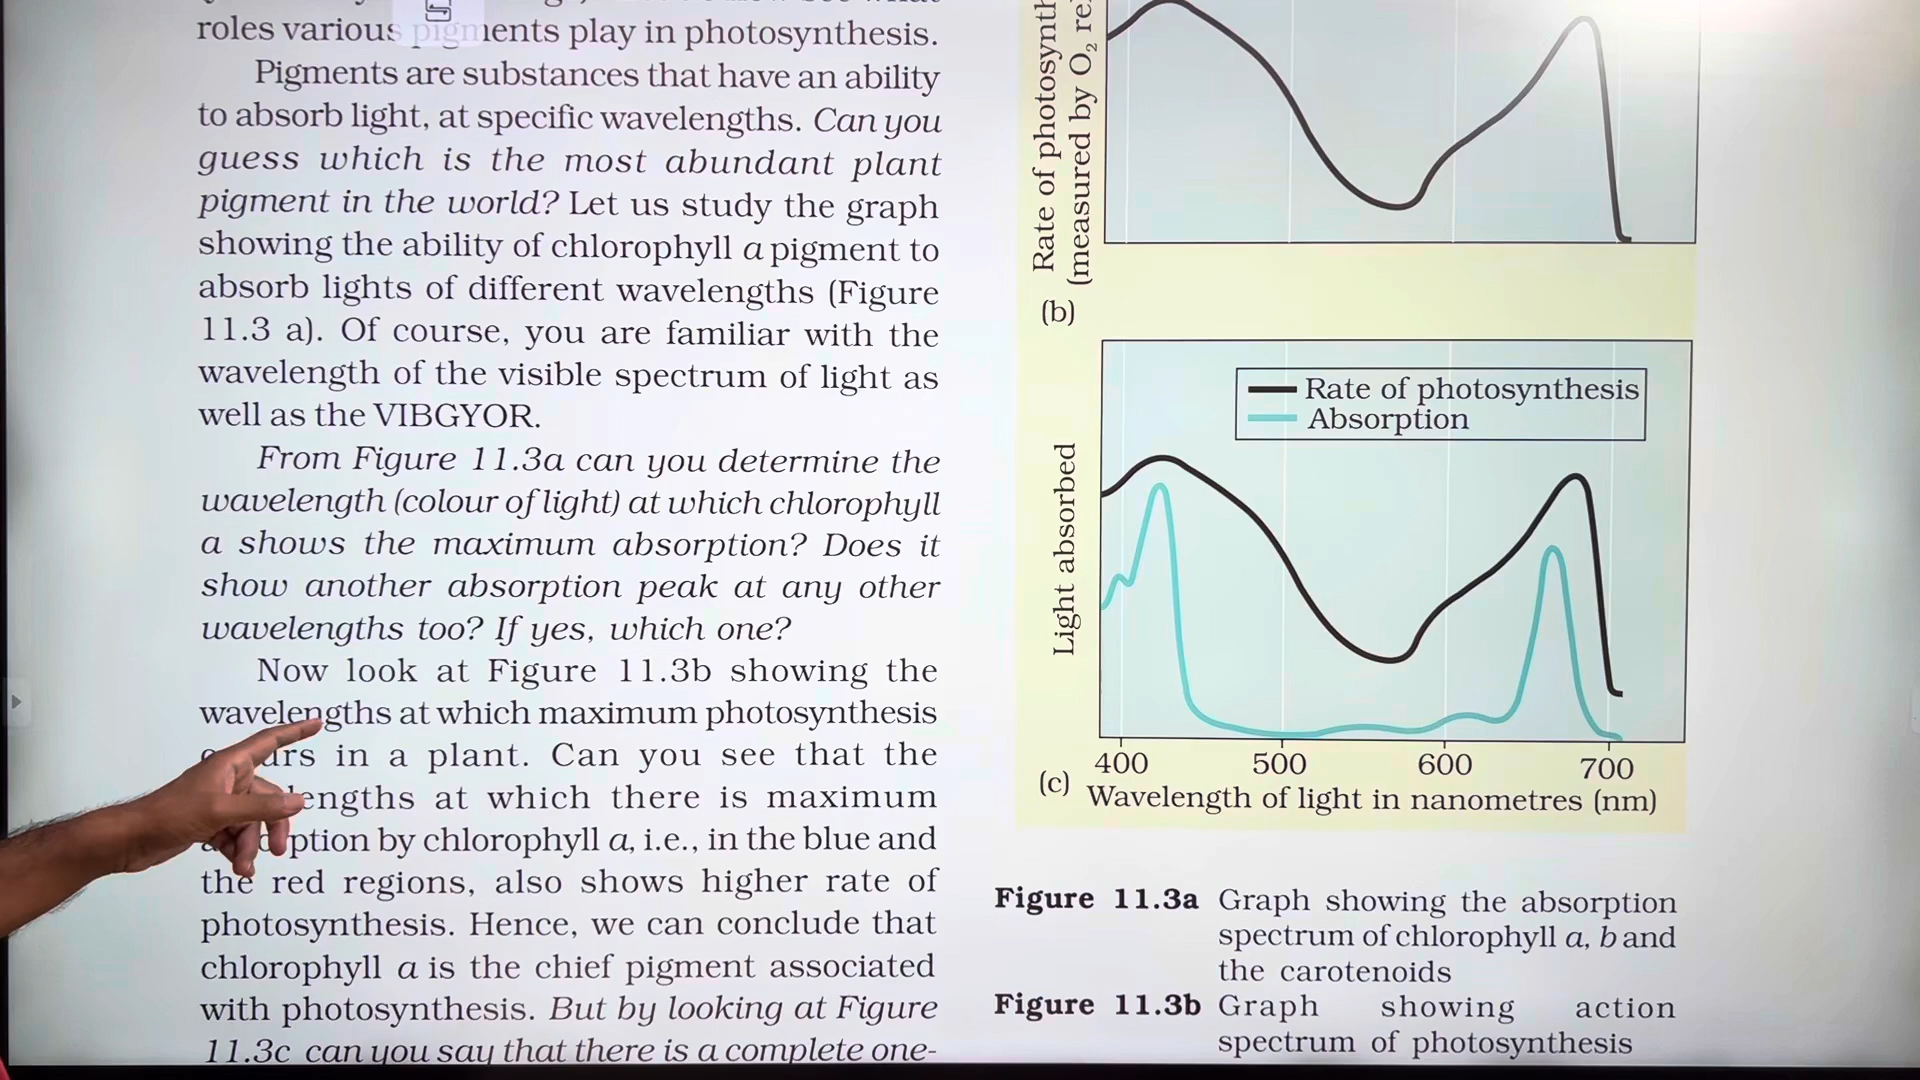 roles various pigments play in photosynthesis.
Pigments are substances that have an ability
to absorb light, at specific wavelengths. Can you
guess which is the most abundant plant
pigment in the world? Let us study the graph
showing the ability of chlorophyll a pigment to
absorb lights of different wavelengths (Figure
11.3 a). Of course, you are familiar with the
wavelength of the visible spectrum of light as
well as the VIBGYOR.
From Figure 11.3a can you determine the
wavelength (colour of light) at which chlorophyll
a shows the maximum absorption? Does it
show another absorption peak at any other
wavelengths too? If yes, which one?
Now look at Figure 11.3b showing the
wavelengths at which maximum photosynthesis
in a plant. Can you see that the
at which there is maximum
by chlorophyll a, i.e., in the blue and
the red regions, also shows higher rate of
photosynthesis. Hence, we can conclude that
chlorophyll a is the chief pigment associated
with photosynthesis. But by looking at Figure
11.3c can you say that there is a complete one-
Rate of
(measured by O₂
(b)
Rate of photosynthesis
Absorption
Light absorbed
400 500 600 700
(c) Wavelength of light in nanometres (nm)
Figure 11.3a Graph showing the absorption
spectrum of chlorophyll a, b and
the carotenoids
Figure 11.3b Graph showing action
spectrum of photosynthesis